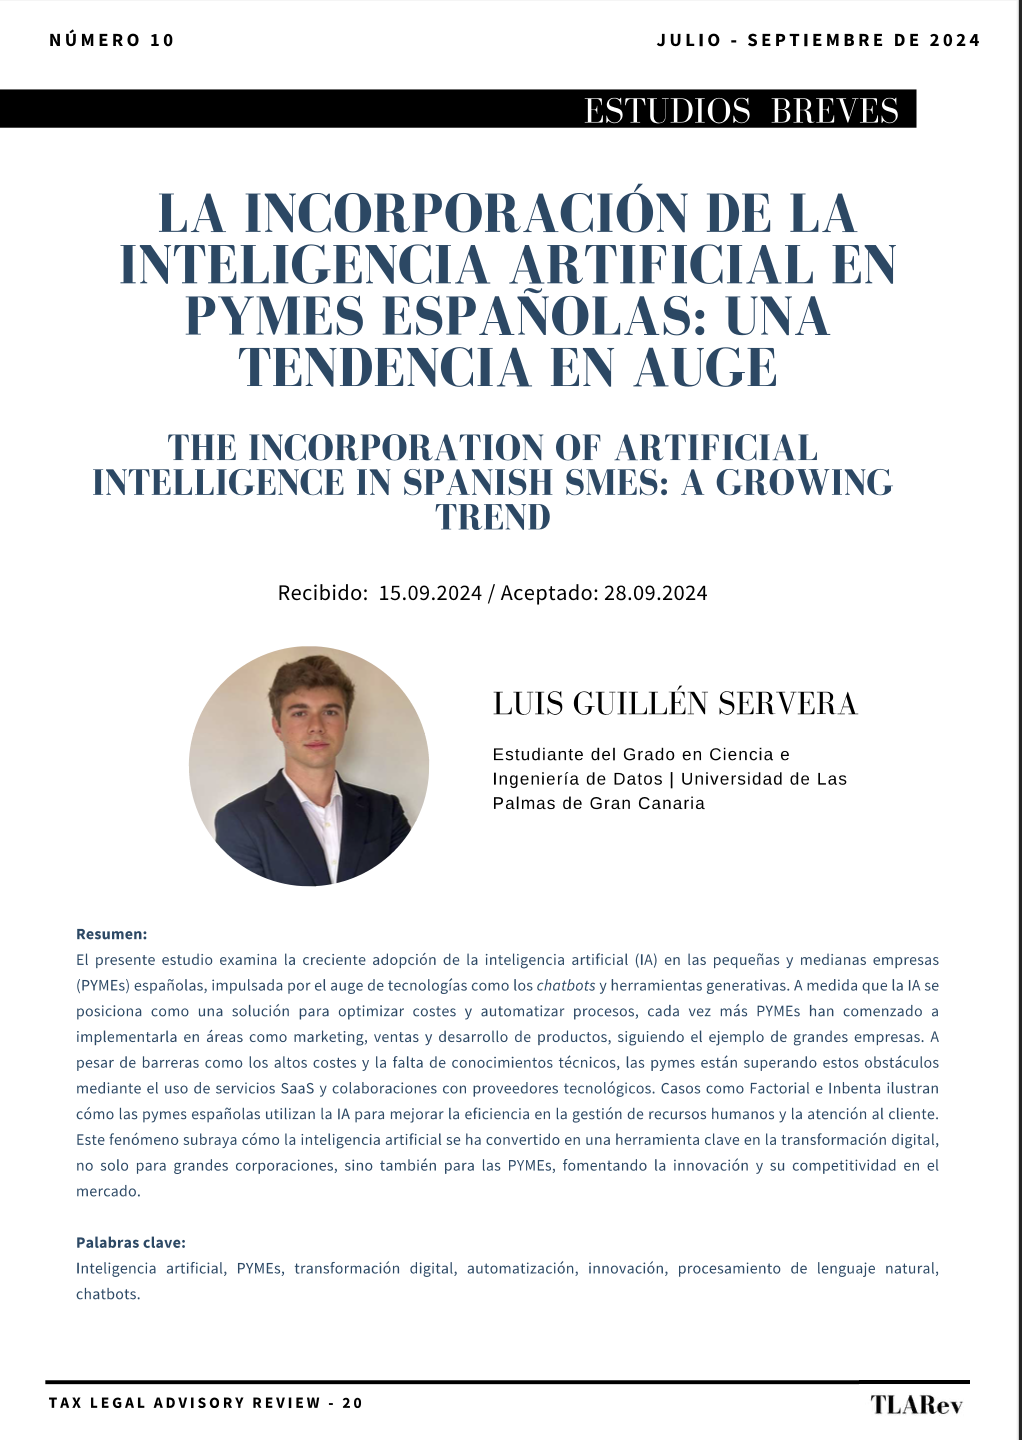 NÚMERO 10
JULIO - SEPTIEMBRE DE 2024
ESTUDIOS BREVES
LA INCORPORACIÓN DE LA
INTELIGENCIA ARTIFICIAL EN
PYMES ESPAÑOLAS: UNA
TENDENCIA EN AUGE
THE INCORPORATION OF ARTIFICIAL
INTELLIGENCE IN SPANISH SMES: A GROWING
TREND
Recibido: 15.09.2024 / Aceptado: 28.09.2024
LUIS GUILLÉN SERVERA
Estudiante del Grado en Ciencia e
Ingeniería de Datos | Universidad de Las
Palmas de Gran Canaria
Resumen:
El presente estudio examina la creciente adopción de la inteligencia artificial (IA) en las pequeñas y medianas empresas
(PYMEs) españolas, impulsada por el auge de tecnologías como los chatbots y herramientas generativas. A medida que la IA se
posiciona como una solución para optimizar costes y automatizar procesos, cada vez más PYMEs han comenzado a
implementarla en áreas como marketing, ventas y desarrollo de productos, siguiendo el ejemplo de grandes empresas. A
pesar de barreras como los altos costes y la falta de conocimientos técnicos, las pymes están superando estos obstáculos
mediante el uso de servicios SaaS y colaboraciones con proveedores tecnológicos. Casos como Factorial e Inbenta ilustran
cómo las pymes españolas utilizan la IA para mejorar la eficiencia en la gestión de recursos humanos y la atención al cliente.
Este fenómeno subraya cómo la inteligencia artificial se ha convertido en una herramienta clave en la transformación digital,
no solo para grandes corporaciones, sino también para las PYMEs, fomentando la innovación y su competitividad en el
mercado.
Palabras clave:
Inteligencia artificial, PYMEs, transformación digital, automatización, innovación, procesamiento de lenguaje natural,
chatbots.
TAX LEGAL ADVISORY REVIEW - 20
TLARev